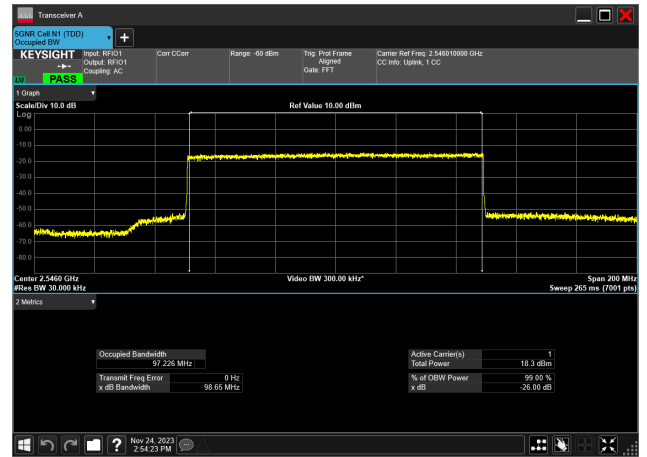 Transceiver A
5GNR Cell N1 (TDD)
Occupied BW
KEYSIGHT
LXI
PASS
Input: RFIO1
Output: RFIO1
Coupling: AC
Corr CCorr
Range: -60 dBm
Trig: Prot Frame
Aligned
Gate: FFT
Carrier Ref Freq: 2.546010000 GHz
CC Info: Uplink, 1 CC
1 Graph
Scale/Div 10.0 dB
Ref Value 10.00 dBm
Log
0.00
-10.0
-20.0
-30.0
-40.0
-50.0
-60.0
-70.0
-80.0
Center 2.5460 GHz
Video BW 300.00 kHz*
Span 200 MHz
#Res BW 30.000 kHz
Sweep 265 ms (7001 pts)
2 Metrics
Occupied Bandwidth
97.226 MHz
Transmit Freq Error 0 Hz
x dB Bandwidth 98.65 MHz
Active Carrier(s) 1
Total Power 18.3 dBm
% of OBW Power 99.00 %
x dB -26.00 dB
?
Nov 24, 2023
2:54:23 PM